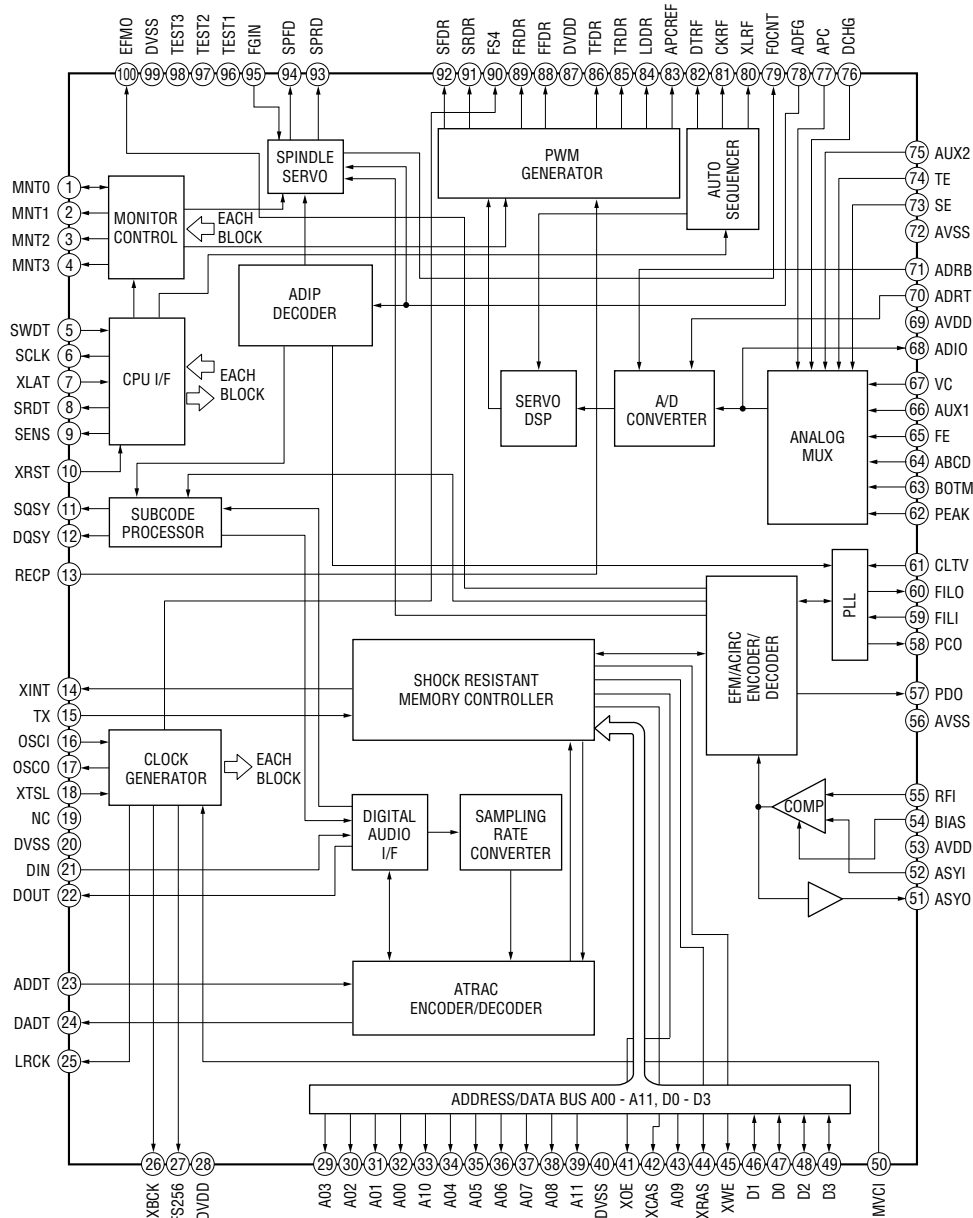 EFMO
DVSS
TEST3
TEST2
TEST1
FGIN
SPFD
SPRD
SFDR
SRDR
FS4
FRDR
FFDR
DVDD
TFDR
TRDR
LDDR
APCREF
DTRF
CKRF
XLRF
F0CNT
ADFG
APC
DCHG
100 99 98 97 96 95 94 93 92 91 90 89 88 87 86 85 84 83 82 81 80 79 78 77 76
MNT0 1
MNT1 2
MNT2 3
MNT3 4
SWDT 5
SCLK 6
XLAT 7
SRDT 8
SENS 9
XRST 10
SQSY 11
DQSY 12
RECP 13
XINT 14
TX 15
OSCI 16
OSCO 17
XTSL 18
NC 19
DVSS 20
DIN 21
DOUT 22
ADDT 23
DADT 24
LRCK 25
SPINDLE
SERVO
PWM
GENERATOR
AUTO
SEQUENCER
MONITOR
CONTROL
EACH
BLOCK
ADIP
DECODER
CPU I/F
EACH
BLOCK
SERVO
DSP
A/D
CONVERTER
ANALOG
MUX
SUBCODE
PROCESSOR
PLL
EFM/ACIRC
ENCODER/
DECODER
SHOCK RESISTANT
MEMORY CONTROLLER
CLOCK
GENERATOR
EACH
BLOCK
COMP
DIGITAL
AUDIO
I/F
SAMPLING
RATE
CONVERTER
ATRAC
ENCODER/DECODER
ADDRESS/DATA BUS A00 - A11, D0 - D3
75 AUX2
74 TE
73 SE
72 AVSS
71 ADRB
70 ADRT
69 AVDD
68 ADIO
67 VC
66 AUX1
65 FE
64 ABCD
63 BOTM
62 PEAK
61 CLTV
60 FILO
59 FILI
58 PCO
57 PDO
56 AVSS
55 RFI
54 BIAS
53 AVDD
52 ASYI
51 ASYO
26 27 28 29 30 31 32 33 34 35 36 37 38 39 40 41 42 43 44 45 46 47 48 49 50
XBCK
FS256
DVDD
A03
A02
A01
A00
A10
A04
A05
A06
A07
A08
A11
DVSS
XOE
XCAS
A09
XRAS
XWE
D1
D0
D2
D3
MVCI